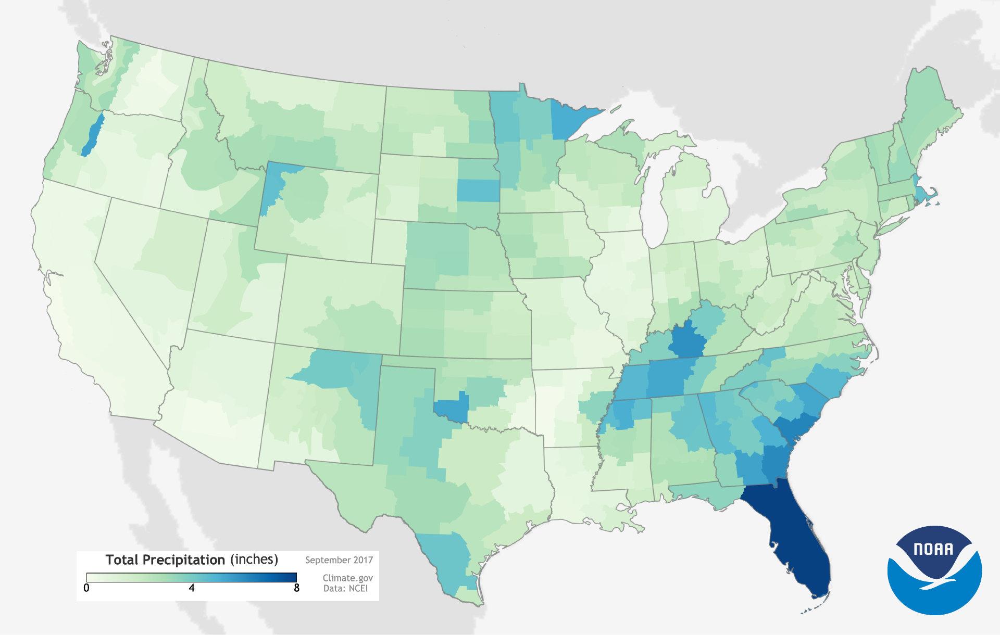 Total Precipitation (inches)
September 2017
Climate.gov
Data: NCEI
0 4 8
NOAA